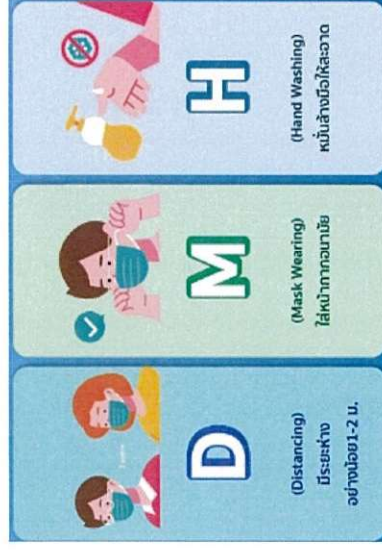 D
(Distancing)
มีระยะห่าง
อย่างน้อย1-2 ม.
M
(Mask Wearing)
ใส่หน้ากากอนามัย
H
(Hand Washing)
หมั่นล้างมือให้สะอาด